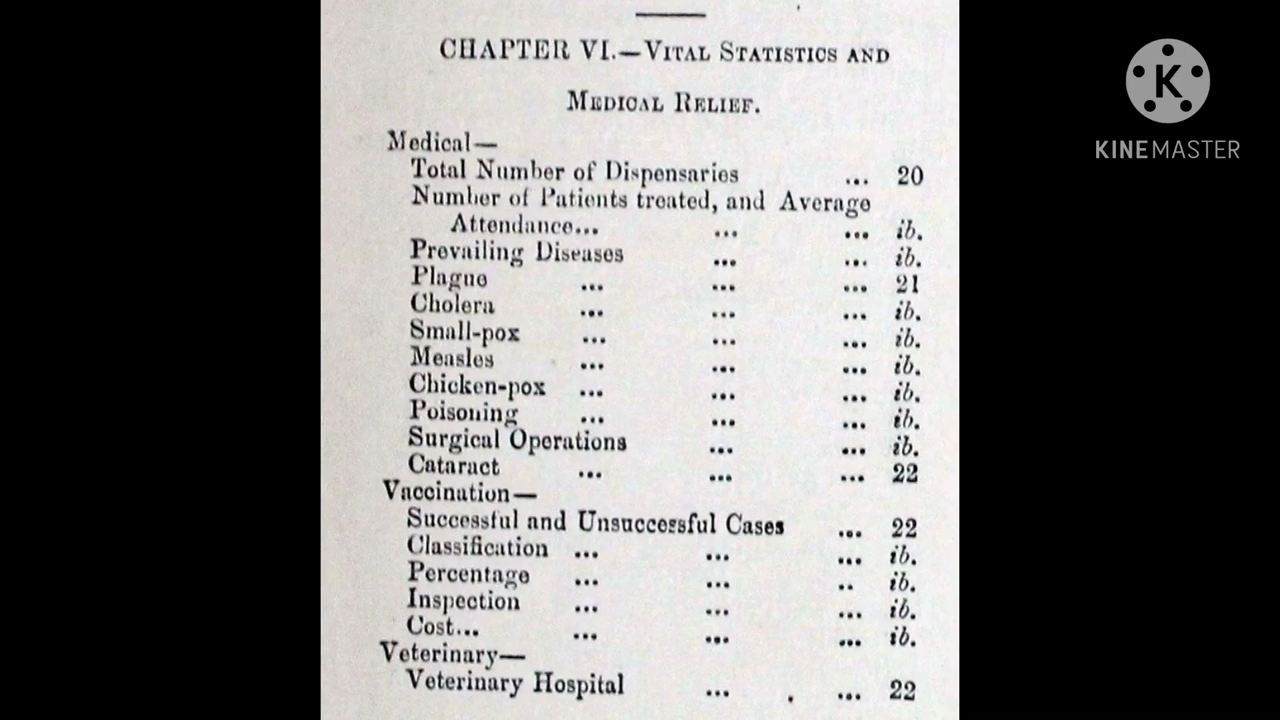 CHAPTER VI.—VITAL STATISTICS AND
MEDICAL RELIEF.
Medical—
Total Number of Dispensaries ... 20
Number of Patients treated, and Average
Attendance... ... ... ib.
Prevailing Diseases ... ... ib.
Plague ... ... ... 21
Cholera ... ... ... ib.
Small-pox ... ... ... ib.
Measles ... ... ... ib.
Chicken-pox ... ... ... ib.
Poisoning ... ... ... ib.
Surgical Operations ... ... ib.
Cataract ... ... ... 22
Vaccination—
Successful and Unsuccessful Cases ... 22
Classification ... ... ... ib.
Percentage ... ... .. ib.
Inspection ... ... ... ib.
Cost... ... ... ... ib.
Veterinary—
Veterinary Hospital ... . ... 22
K
KINEMASTER